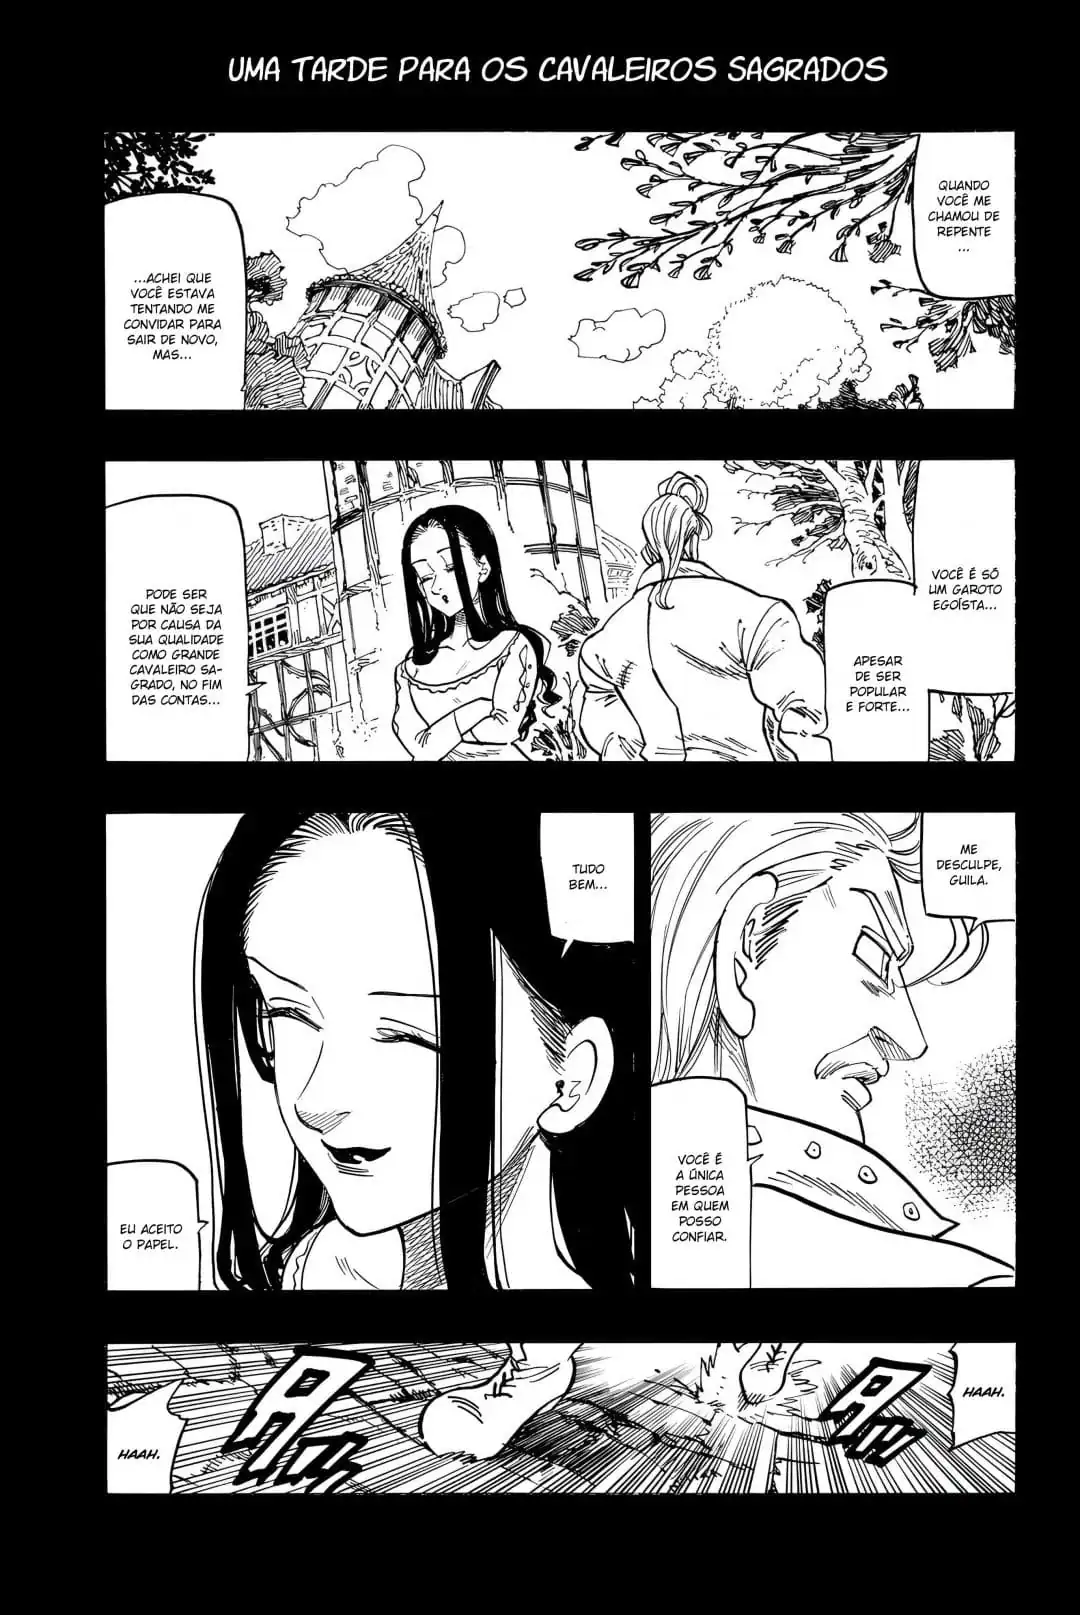 UMA TARDE PARA OS CAVALEIROS SAGRADOS
QUANDO
VOCÊ ME
CHAMOU DE
REPENTE
...
...ACHEI QUE
VOCÊ ESTAVA
TENTANDO ME
CONVIDAR PARA
SAIR DE NOVO,
MAS...
VOCÊ É SÓ
UM GAROTO
EGOÍSTA...
APESAR
DE SER
POPULAR
E FORTE...
PODE SER
QUE NÃO SEJA
POR CAUSA DA
SUA QUALIDADE
COMO GRANDE
CAVALEIRO SA-
GRADO, NO FIM
DAS CONTAS...
ME
DESCULPE,
GUILA.
VOCÊ É
A ÚNICA
PESSOA
EM QUEM
POSSO
CONFIAR.
TUDO
BEM...
EU ACEITO
O PAPEL.
HAAH.
HAAH.